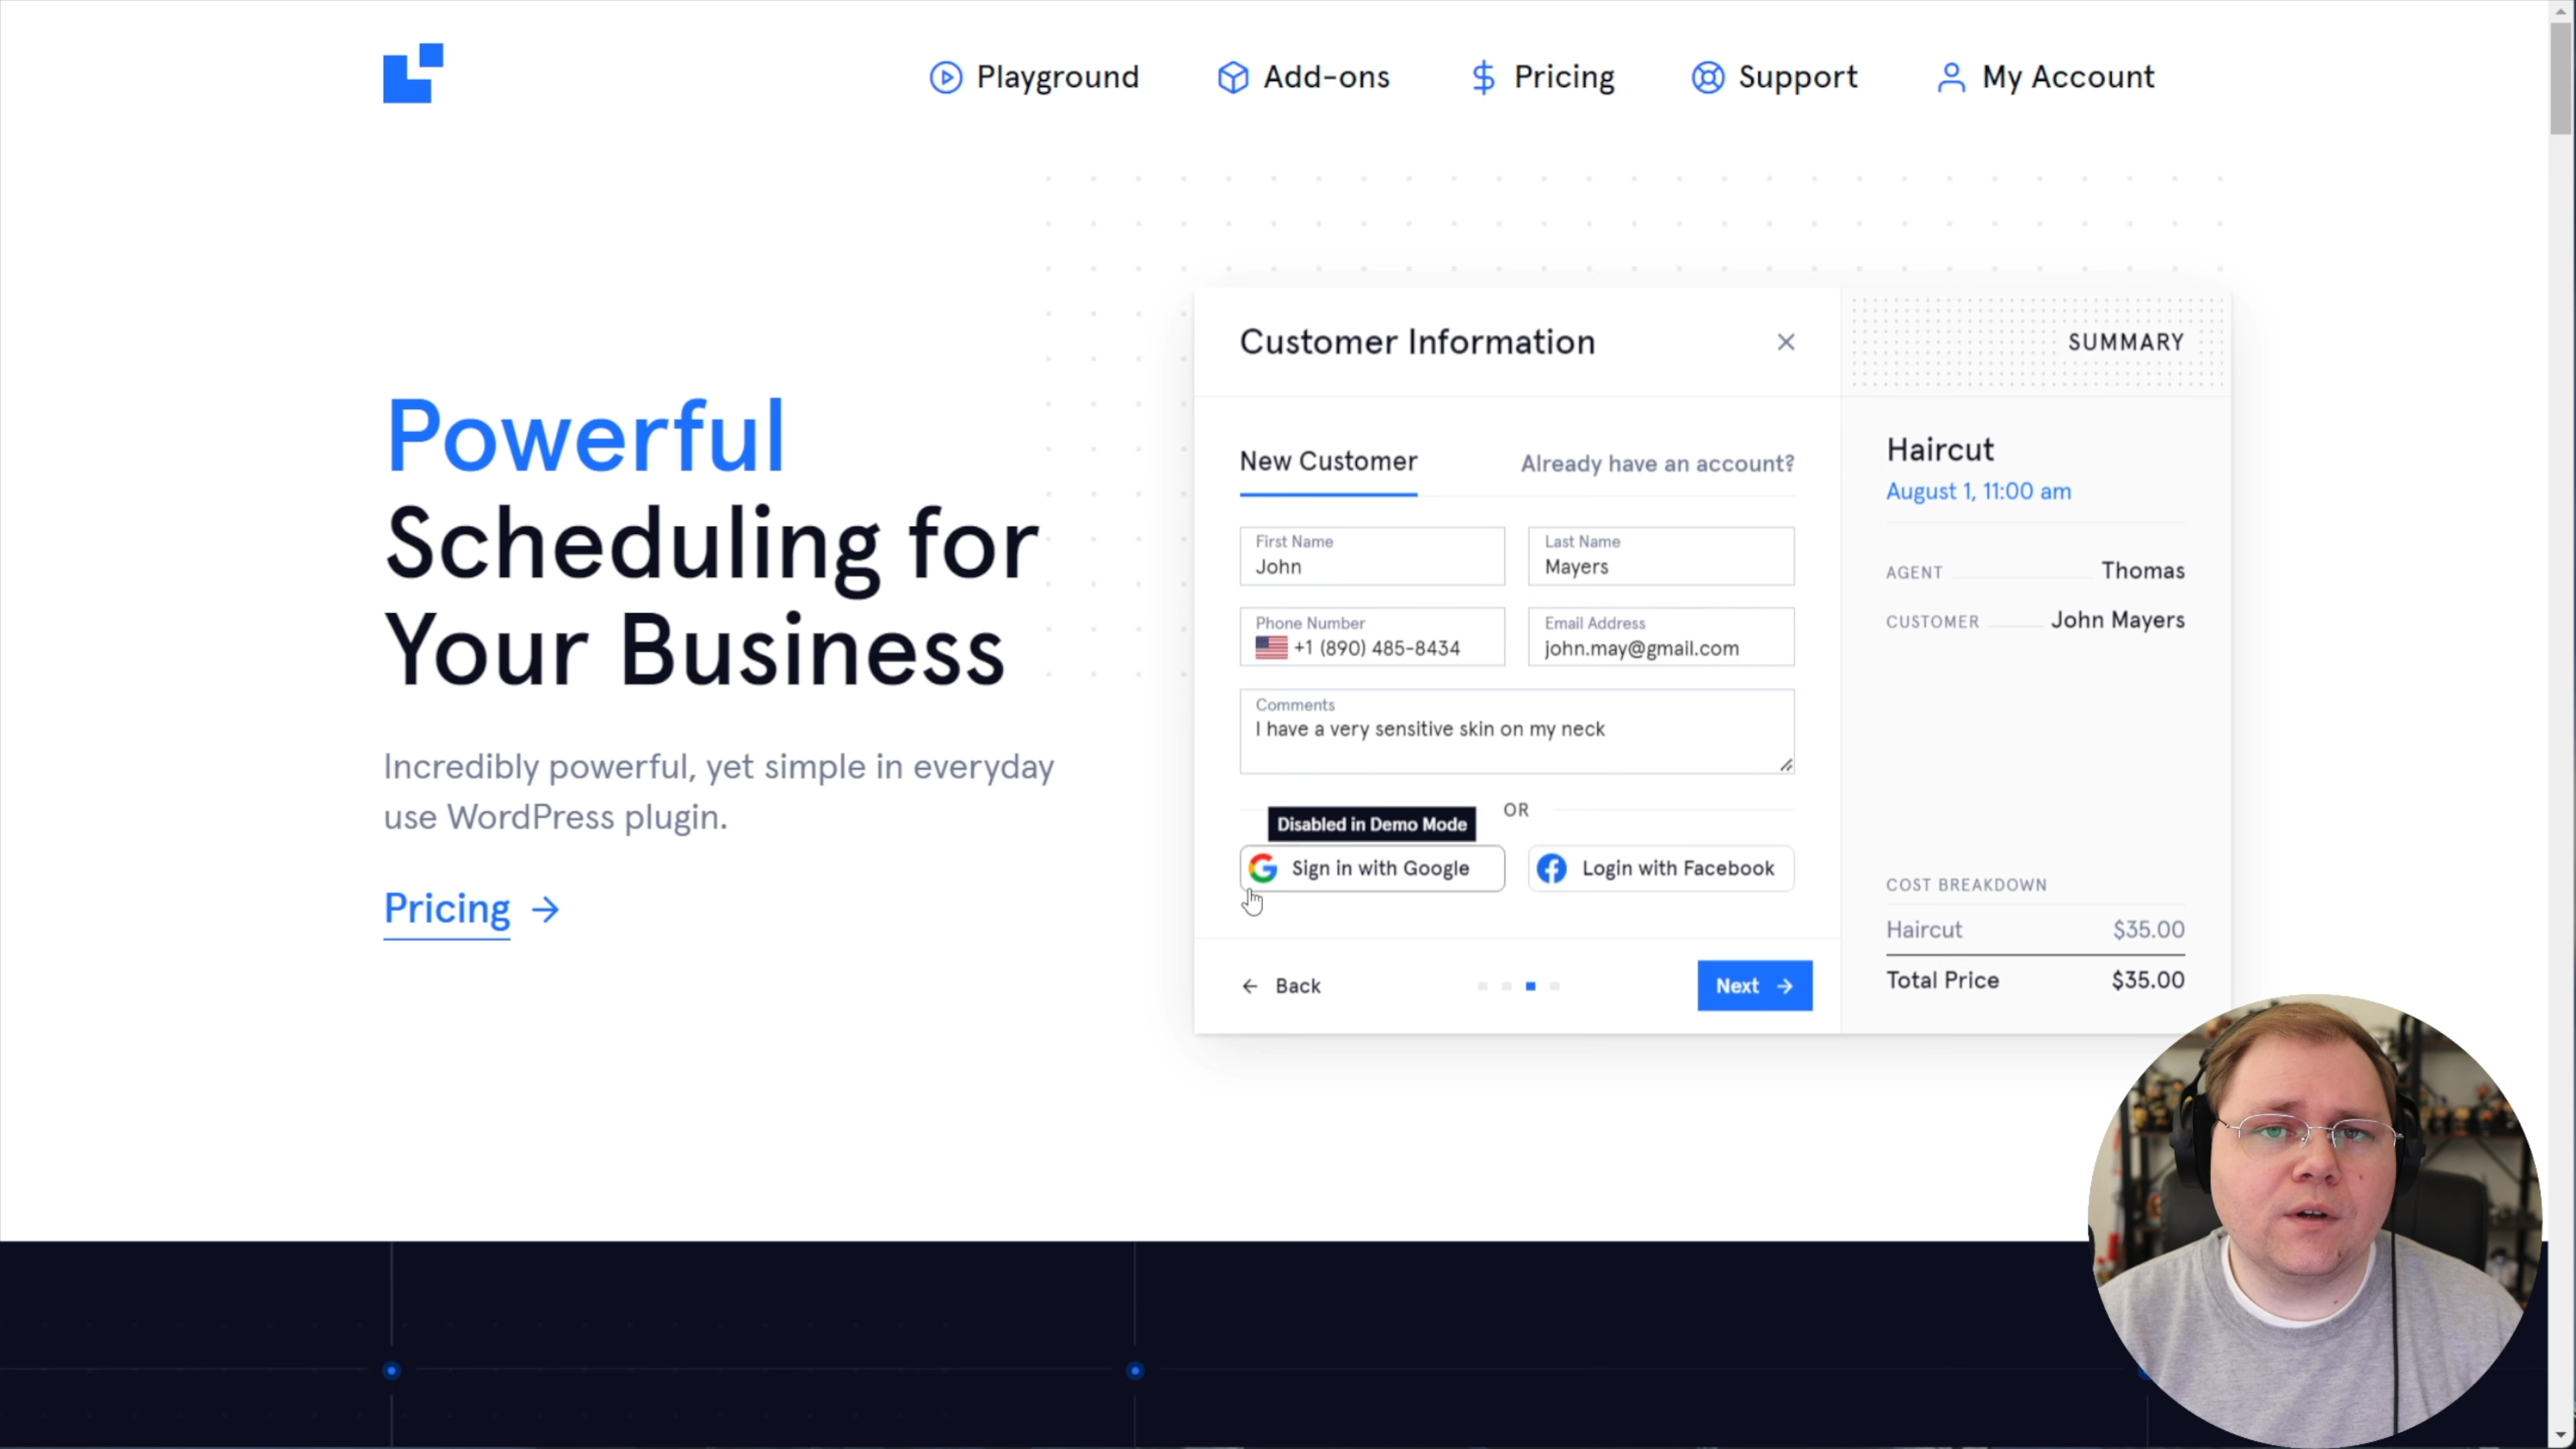 Playground
Add-ons
Pricing
Support
My Account
Powerful
Scheduling for
Your Business
Incredibly powerful, yet simple in everyday
use WordPress plugin.
Pricing
Customer Information
New Customer
Already have an account?
First Name
John
Last Name
Mayers
Phone Number
+1 (890) 485-8434
Email Address
john.may@gmail.com
Comments
I have a very sensitive skin on my neck
OR
Disabled in Demo Mode
Sign in with Google
Login with Facebook
Back
Next
SUMMARY
Haircut
August 1, 11:00 am
AGENT Thomas
CUSTOMER John Mayers
COST BREAKDOWN
Haircut $35.00
Total Price $35.00